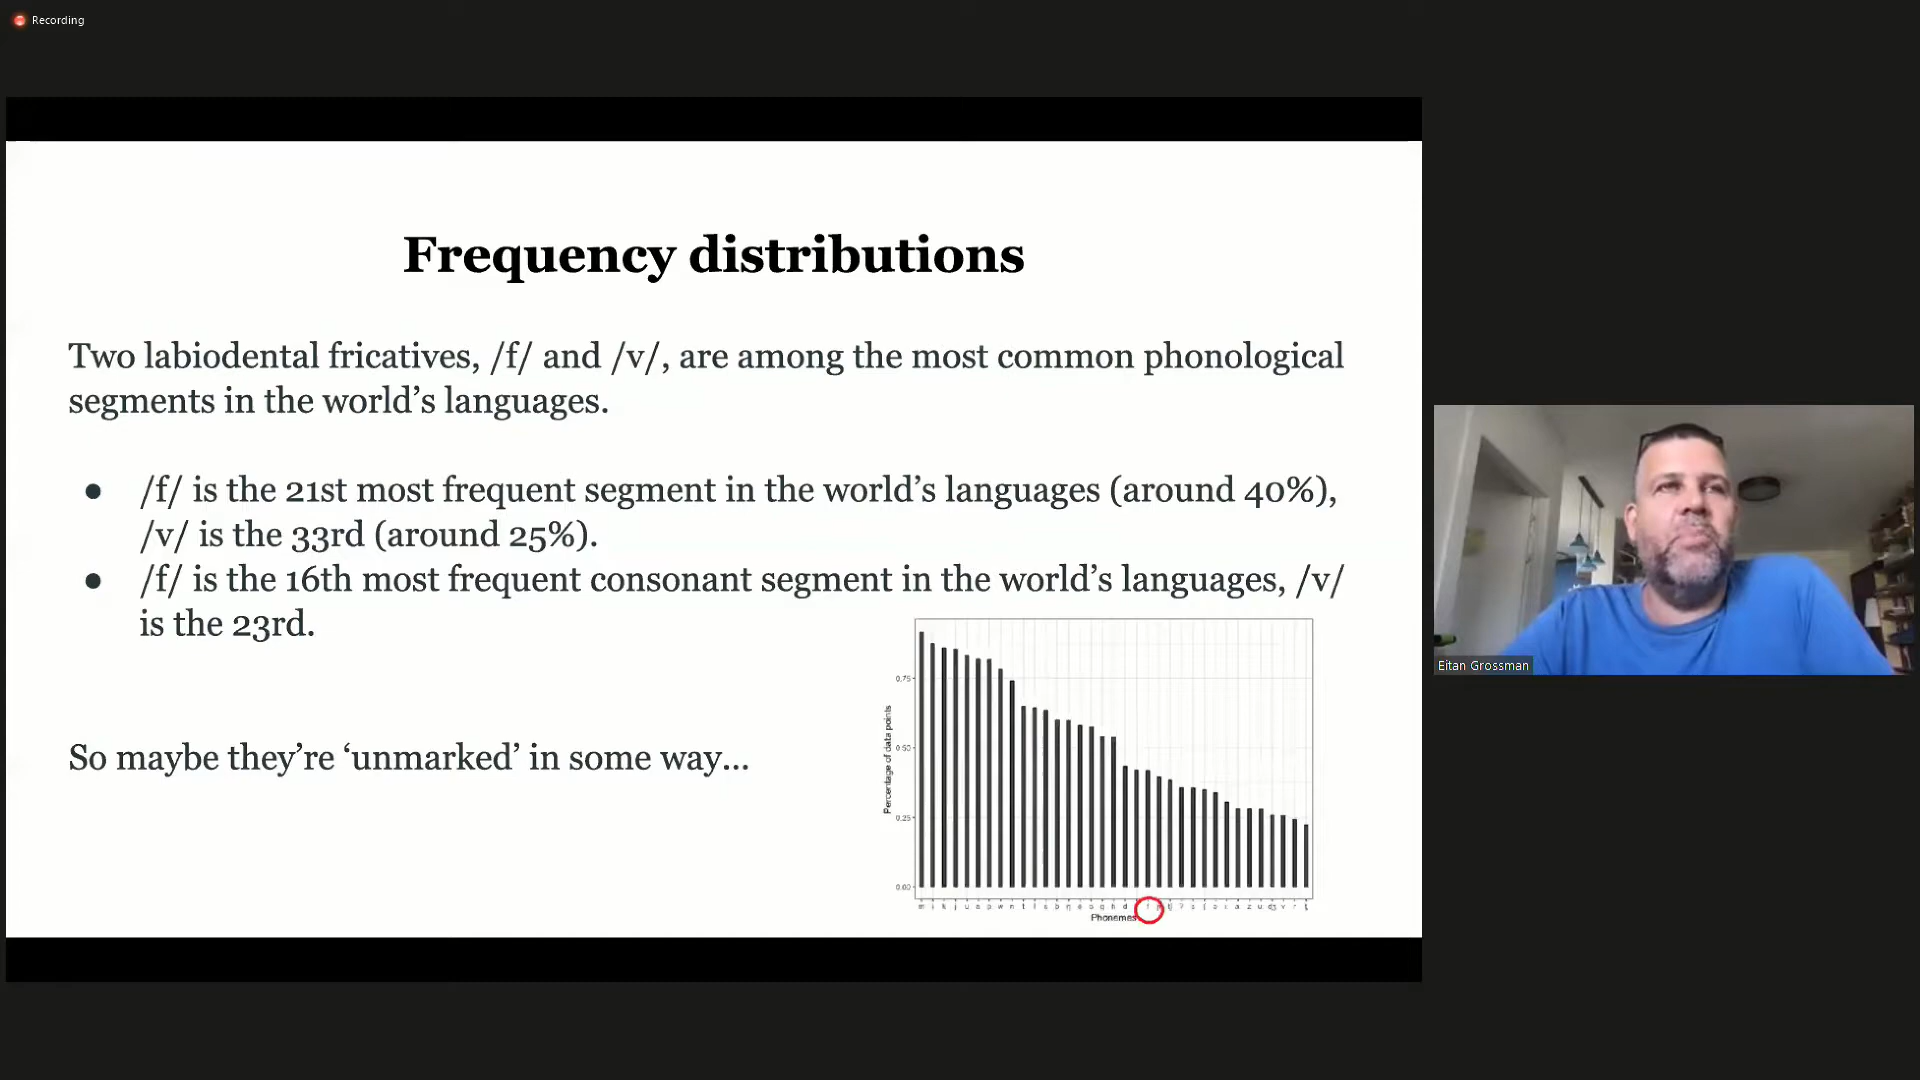 Recording
Frequency distributions
Two labiodental fricatives, /f/ and /v/, are among the most common phonological
segments in the world’s languages.
● /f/ is the 21st most frequent segment in the world’s languages (around 40%),
/v/ is the 33rd (around 25%).
● /f/ is the 16th most frequent consonant segment in the world’s languages, /v/
is the 23rd.
So maybe they’re ‘unmarked’ in some way...
Percentage of data points
0.75
0.50
0.25
0.00
Phonemes
Eitan Grossman